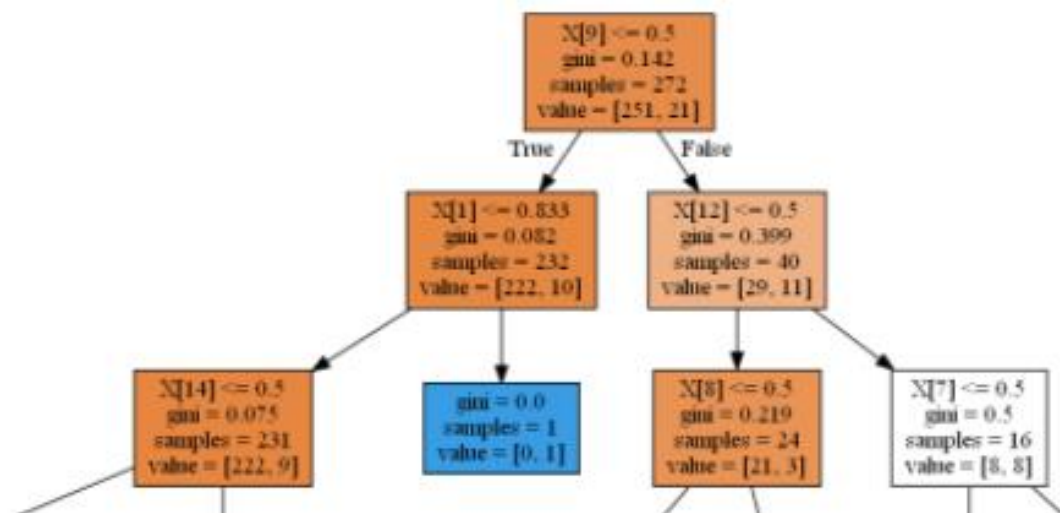 X[9] <= 0.5
gini = 0.142
samples = 272
value = [251, 21]
True
False
X[1] <= 0.833
gini = 0.082
samples = 232
value = [222, 10]
X[12] <= 0.5
gini = 0.399
samples = 40
value = [29, 11]
X[14] <= 0.5
gini = 0.075
samples = 231
value = [222, 9]
gini = 0.0
samples = 1
value = [0, 1]
X[8] <= 0.5
gini = 0.219
samples = 24
value = [21, 3]
X[7] <= 0.5
gini = 0.5
samples = 16
value = [8, 8]